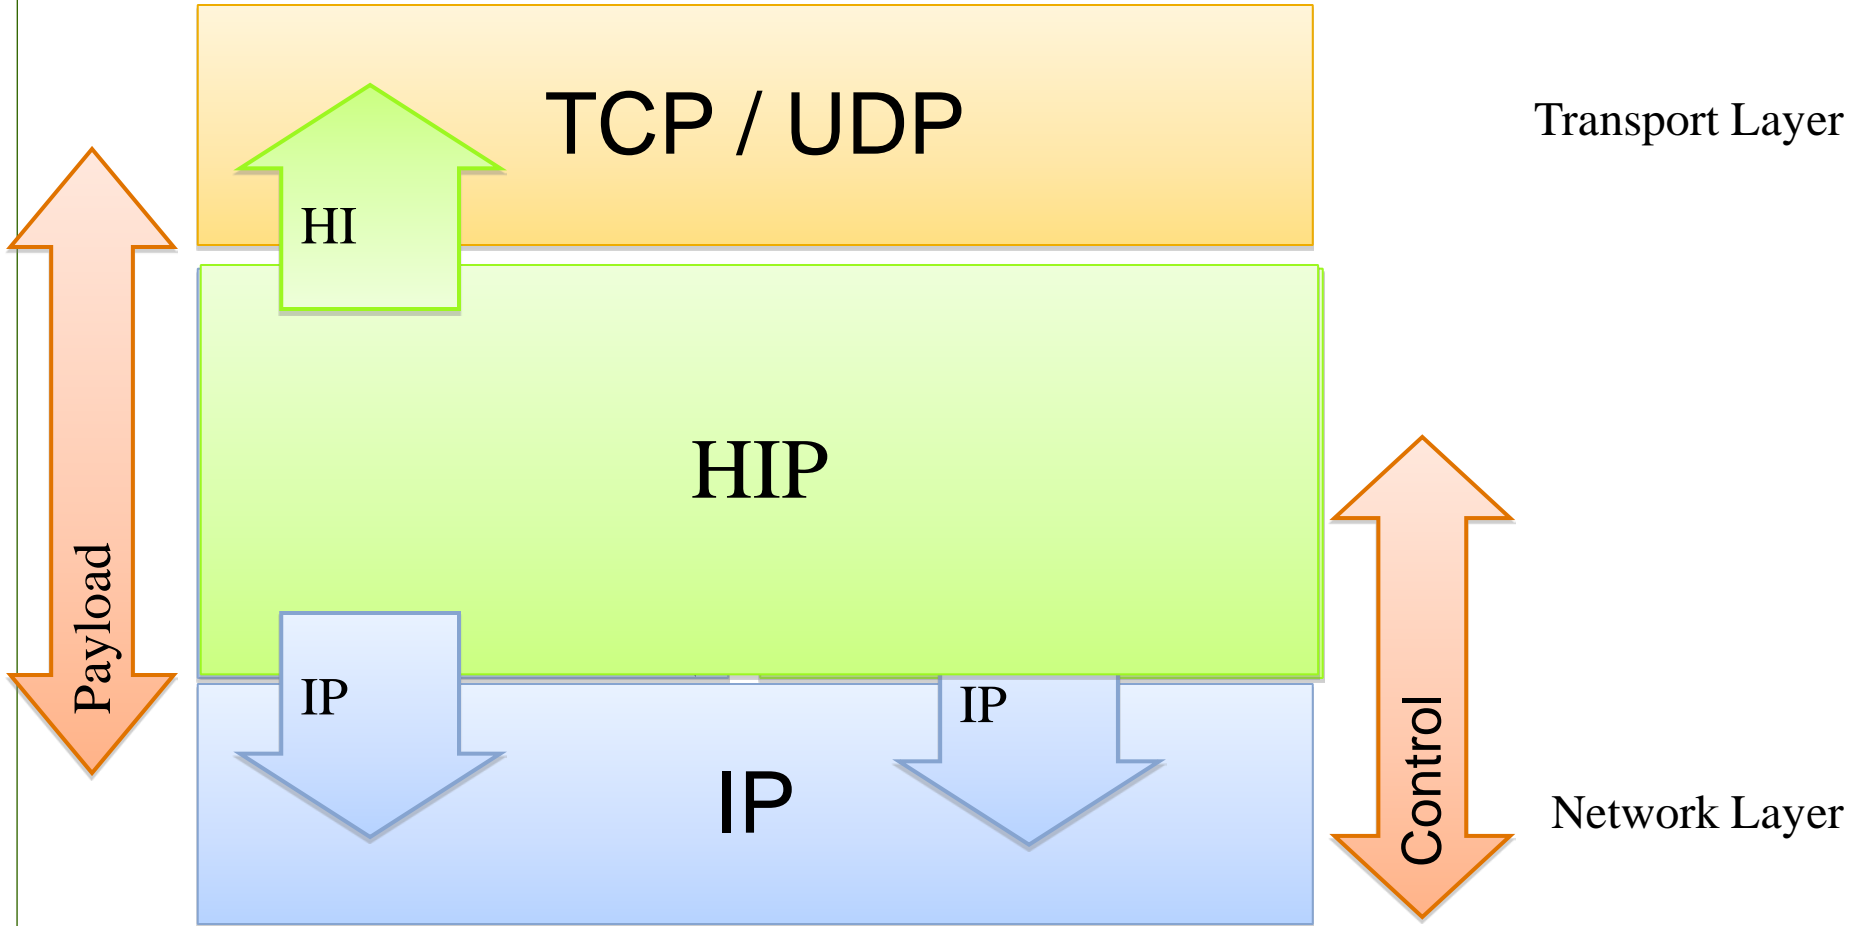 TCP / UDP
Transport Layer
HI
HIP
Payload
IP
IP
IP
Control
Network Layer